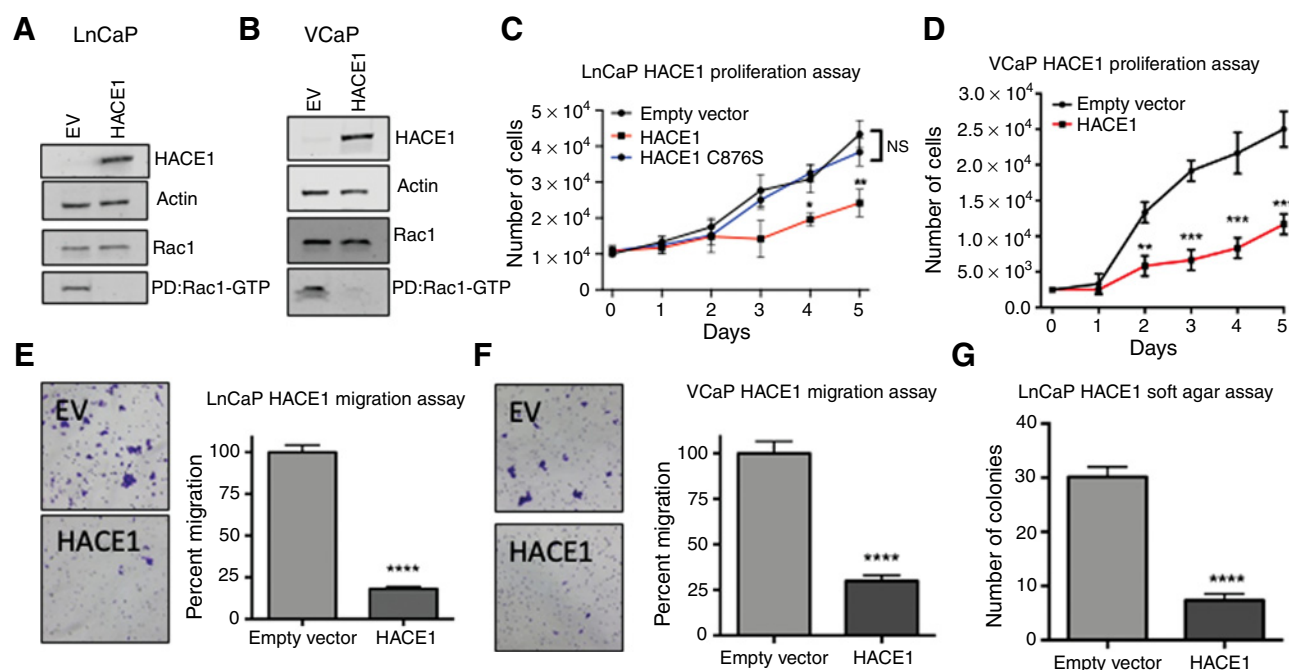 A
LnCaP
EV
HACE1
HACE1
Actin
Rac1
PD:Rac1-GTP
B
VCaP
EV
HACE1
HACE1
Actin
Rac1
PD:Rac1-GTP
C
LnCaP HACE1 proliferation assay
Empty vector
HACE1
HACE1 C876S
Number of cells
5 × 10⁴
4 × 10⁴
3 × 10⁴
2 × 10⁴
1 × 10⁴
0
NS
**
*
0 1 2 3 4 5
Days
D
VCaP HACE1 proliferation assay
Empty vector
HACE1
Number of cells
3.0 × 10⁴
2.5 × 10⁴
2.0 × 10⁴
1.5 × 10⁴
1.0 × 10⁴
5.0 × 10³
0.0
** *** *** ***
0 1 2 3 4 5
Days
E
EV
HACE1
LnCaP HACE1 migration assay
Percent migration
100
75
50
25
0
****
Empty vector HACE1
F
EV
HACE1
VCaP HACE1 migration assay
Percent migration
100
75
50
25
0
****
Empty vector HACE1
G
LnCaP HACE1 soft agar assay
Number of colonies
40
30
20
10
0
****
Empty vector HACE1